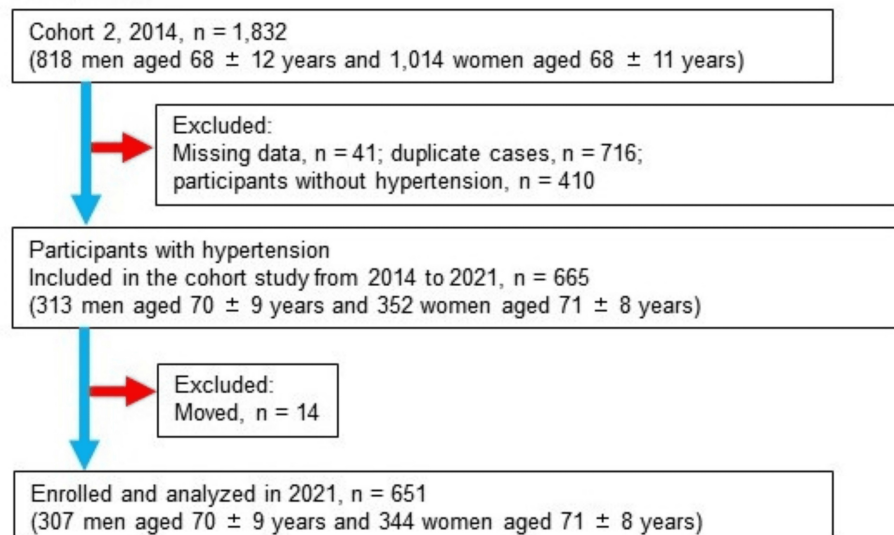 Cohort 2, 2014, n = 1,832
(818 men aged 68 ± 12 years and 1,014 women aged 68 ± 11 years)
Excluded:
Missing data, n = 41; duplicate cases, n = 716;
participants without hypertension, n = 410
Participants with hypertension
Included in the cohort study from 2014 to 2021, n = 665
(313 men aged 70 ± 9 years and 352 women aged 71 ± 8 years)
Excluded:
Moved, n = 14
Enrolled and analyzed in 2021, n = 651
(307 men aged 70 ± 9 years and 344 women aged 71 ± 8 years)